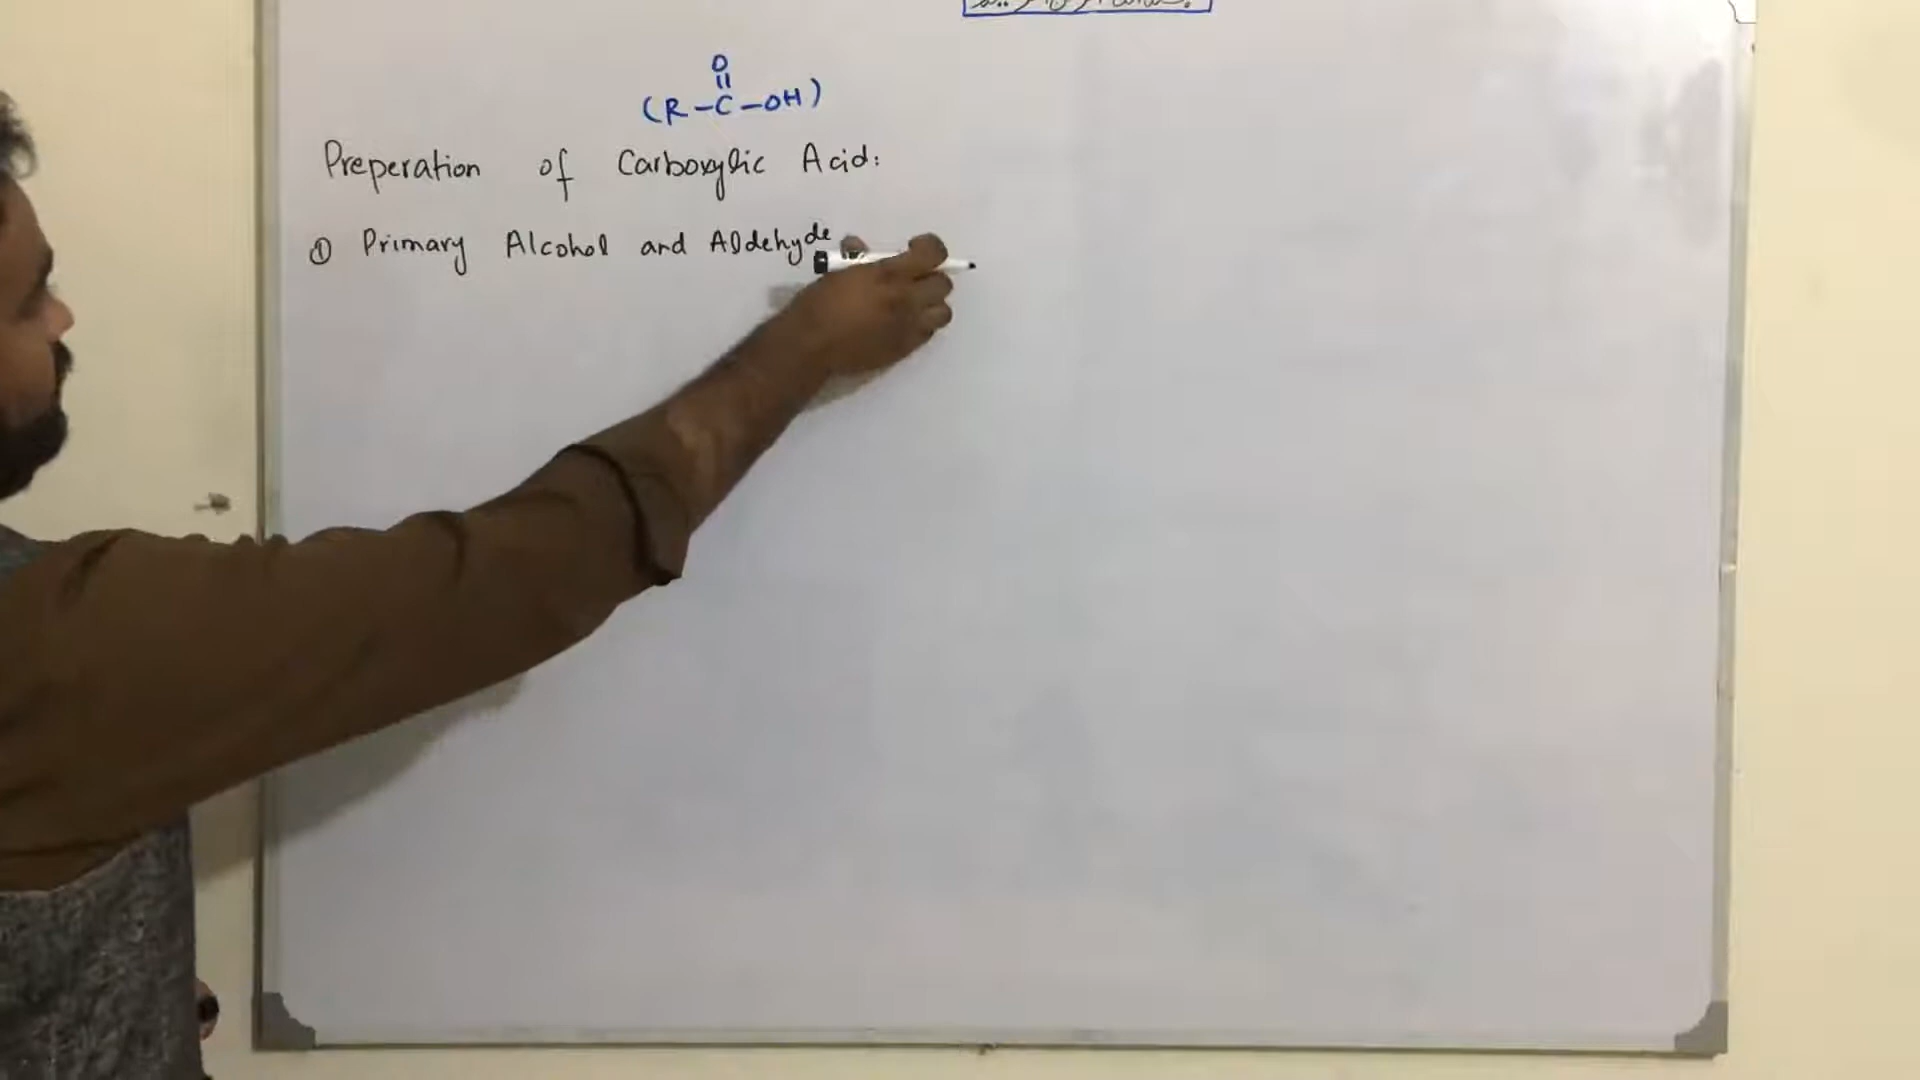 O
||
(R-C-OH)
Preperation of Carboxylic Acid:
① Primary Alcohol and Aldehyde